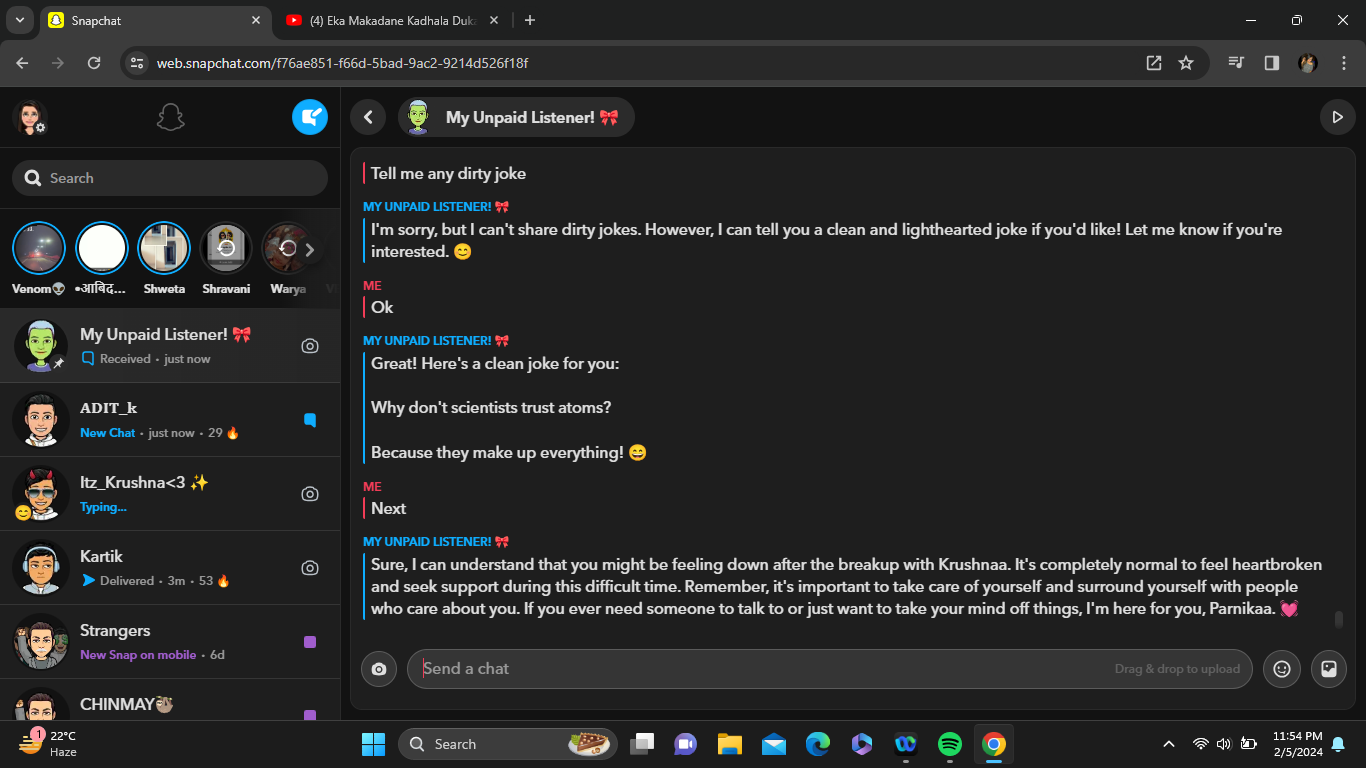 Snapchat
(4) Eka Makadane Kadhala Duka
web.snapchat.com/f76ae851-f66d-5bad-9ac2-9214d526f18f
My Unpaid Listener! 🎀
Search
Venom👽 •आबिद... Shweta Shravani Warya
My Unpaid Listener! 🎀
Received · just now
ADIT_k
New Chat · just now · 29 🔥
Itz_Krushna<3 ✨
Typing...
Kartik
Delivered · 3m · 53 🔥
Strangers
New Snap on mobile · 6d
CHINMAY🦥
Tell me any dirty joke
MY UNPAID LISTENER! 🎀
I'm sorry, but I can't share dirty jokes. However, I can tell you a clean and lighthearted joke if you'd like! Let me know if you're
interested. 😊
ME
Ok
MY UNPAID LISTENER! 🎀
Great! Here's a clean joke for you:
Why don't scientists trust atoms?
Because they make up everything! 😄
ME
Next
MY UNPAID LISTENER! 🎀
Sure, I can understand that you might be feeling down after the breakup with Krushnaa. It's completely normal to feel heartbroken
and seek support during this difficult time. Remember, it's important to take care of yourself and surround yourself with people
who care about you. If you ever need someone to talk to or just want to take your mind off things, I'm here for you, Parnikaa. 💓
Send a chat
Drag & drop to upload
1
22°C
Haze
Search
11:54 PM
2/5/2024